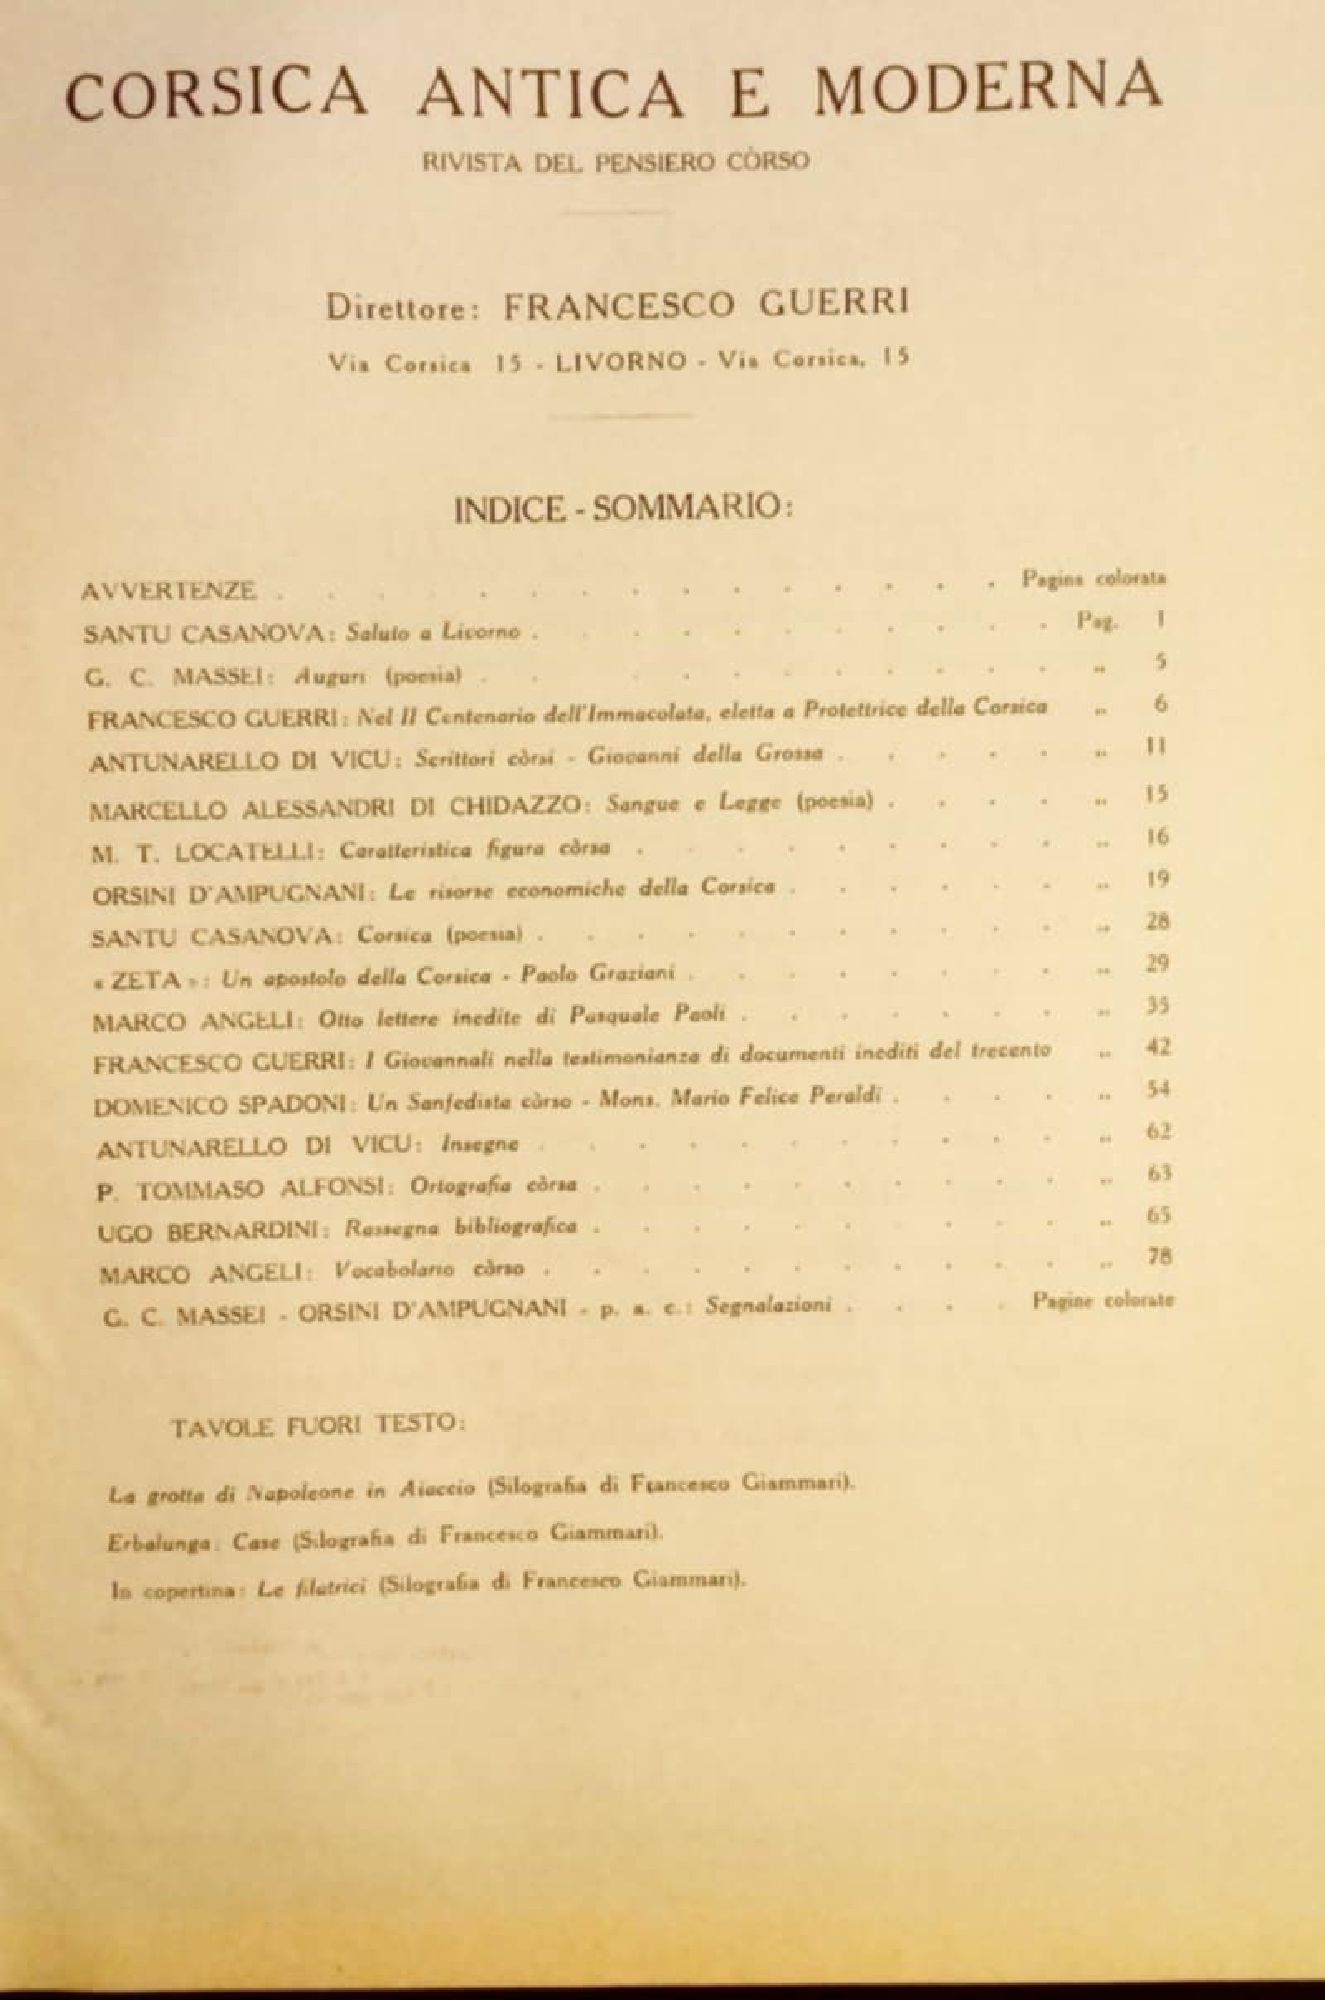 CORSICA ANTICA E MODERNA
RIVISTA DEL PENSIERO CÒRSO
Direttore: FRANCESCO GUERRI
Via Corsica 15 - LIVORNO - Via Corsica, 15
INDICE - SOMMARIO:
AVVERTENZE . . . . . . . . . . . . . . . Pagina colorata
SANTU CASANOVA: Saluto a Livorno . . . . . . . . . . . Pag. 1
G. C. MASSEI: Auguri (poesia) . . . . . . . . . . . „ 5
FRANCESCO GUERRI: Nel II Centenario dell'Immacolata, eletta a Protettrice della Corsica „ 6
ANTUNARELLO DI VICU: Scrittori còrsi - Giovanni della Grossa . . . . . „ 11
MARCELLO ALESSANDRI DI CHIDAZZO: Sangue e Legge (poesia) . . . . „ 15
M. T. LOCATELLI: Caratteristica figura còrsa . . . . . . . . . „ 16
ORSINI D'AMPUGNANI: Le risorse economiche della Corsica . . . . . . „ 19
SANTU CASANOVA: Corsica (poesia) . . . . . . . . . . . „ 28
« ZETA »: Un apostolo della Corsica - Paolo Graziani . . . . . . . . „ 29
MARCO ANGELI: Otto lettere inedite di Pasquale Paoli . . . . . . . „ 35
FRANCESCO GUERRI: I Giovannali nella testimonianza di documenti inediti del trecento „ 42
DOMENICO SPADONI: Un Sanfedista còrso - Mons. Mario Felice Peraldi . . . . „ 54
ANTUNARELLO DI VICU: Insegne . . . . . . . . . . . „ 62
P. TOMMASO ALFONSI: Ortografia còrsa . . . . . . . . . . „ 63
UGO BERNARDINI: Rassegna bibliografica . . . . . . . . . . „ 65
MARCO ANGELI: Vocabolario còrso . . . . . . . . . . . „ 78
G. C. MASSEI - ORSINI D'AMPUGNANI - p. a. c.: Segnalazioni . . . . Pagine colorate
TAVOLE FUORI TESTO:
La grotta di Napoleone in Aiaccio (Silografia di Francesco Giammari).
Erbalunga: Case (Silografia di Francesco Giammari).
In copertina: Le filatrici (Silografia di Francesco Giammari).